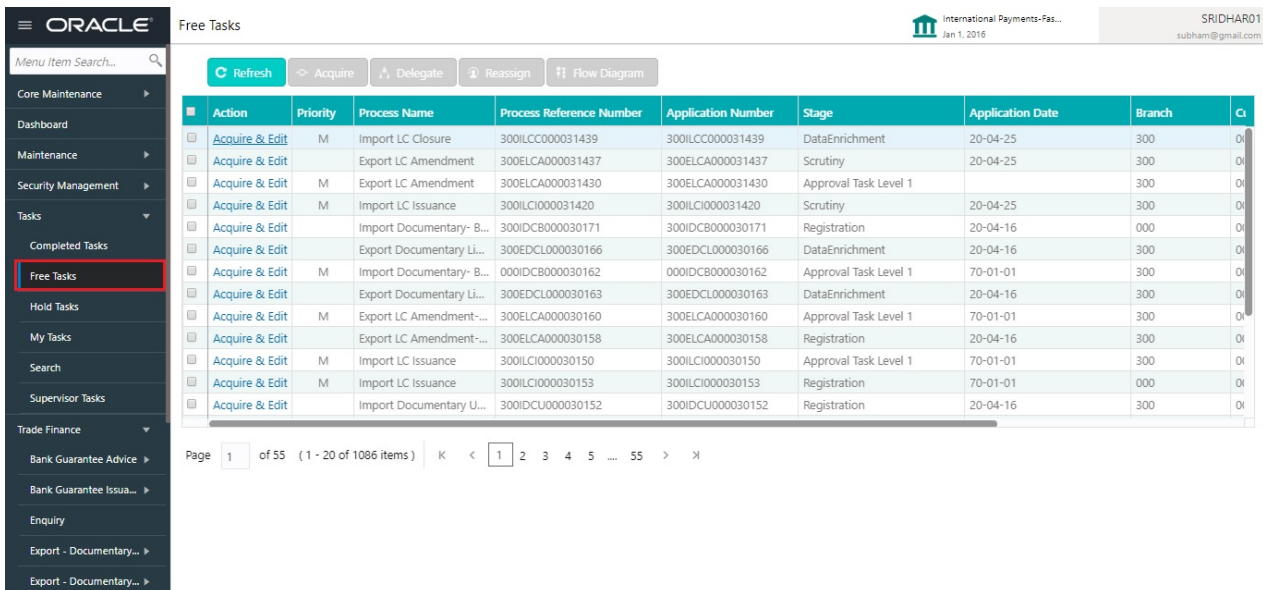 ORACLE
Free Tasks
International Payments-Fas...
Jan 1, 2016
SRIDHAR01
subham@gmail.com
Menu Item Search...
Core Maintenance
Dashboard
Maintenance
Security Management
Tasks
Completed Tasks
Free Tasks
Hold Tasks
My Tasks
Search
Supervisor Tasks
Trade Finance
Bank Guarantee Advice
Bank Guarantee Issua...
Enquiry
Export - Documentary...
Export - Documentary...
Refresh Acquire Delegate Reassign Flow Diagram
Action Priority Process Name Process Reference Number Application Number Stage Application Date Branch
Acquire & Edit M Import LC Closure 300ILCC000031439 300ILCC000031439 DataEnrichment 20-04-25 300
Acquire & Edit Export LC Amendment 300ELCA000031437 300ELCA000031437 Scrutiny 20-04-25 300
Acquire & Edit M Export LC Amendment 300ELCA000031430 300ELCA000031430 Approval Task Level 1 300
Acquire & Edit M Import LC Issuance 300ILCI000031420 300ILCI000031420 Scrutiny 20-04-25 300
Acquire & Edit Import Documentary- B... 300IDCB000030171 300IDCB000030171 Registration 20-04-16 000
Acquire & Edit Export Documentary Li... 300EDCL000030166 300EDCL000030166 DataEnrichment 20-04-16 300
Acquire & Edit M Import Documentary- B... 000IDCB000030162 000IDCB000030162 Approval Task Level 1 70-01-01 300
Acquire & Edit Export Documentary Li... 300EDCL000030163 300EDCL000030163 DataEnrichment 20-04-16 300
Acquire & Edit M Export LC Amendment-... 300ELCA000030160 300ELCA000030160 Approval Task Level 1 70-01-01 300
Acquire & Edit Export LC Amendment-... 300ELCA000030158 300ELCA000030158 Registration 20-04-16 300
Acquire & Edit M Import LC Issuance 300ILCI000030150 300ILCI000030150 Approval Task Level 1 70-01-01 300
Acquire & Edit M Import LC Issuance 300ILCI000030153 300ILCI000030153 Registration 70-01-01 000
Acquire & Edit Import Documentary U... 300IDCU000030152 300IDCU000030152 Registration 20-04-16 300
Page 1 of 55 (1 - 20 of 1086 items) 1 2 3 4 5 .... 55